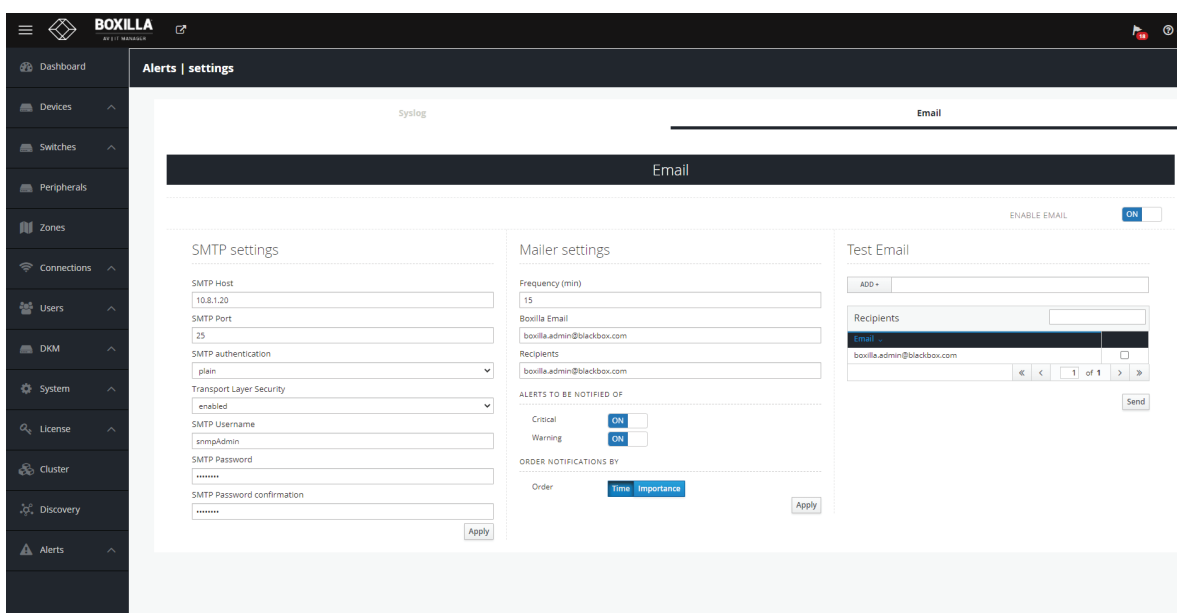 BOXILLA
AV | IT MANAGER
18
Dashboard
Devices
Switches
Peripherals
Zones
Connections
Users
DKM
System
License
Cluster
Discovery
Alerts
Alerts | settings
Syslog
Email
Email
ENABLE EMAIL
ON
SMTP settings
SMTP Host
10.8.1.20
SMTP Port
25
SMTP authentication
plain
Transport Layer Security
enabled
SMTP Username
snmpAdmin
SMTP Password
••••••••
SMTP Password confirmation
••••••••
Apply
Mailer settings
Frequency (min)
15
Boxilla Email
boxilla.admin@blackbox.com
Recipients
boxilla.admin@blackbox.com
ALERTS TO BE NOTIFIED OF
Critical ON
Warning ON
ORDER NOTIFICATIONS BY
Order Time Importance
Apply
Test Email
ADD +
Recipients
Email
boxilla.admin@blackbox.com
« < 1 of 1 > »
Send